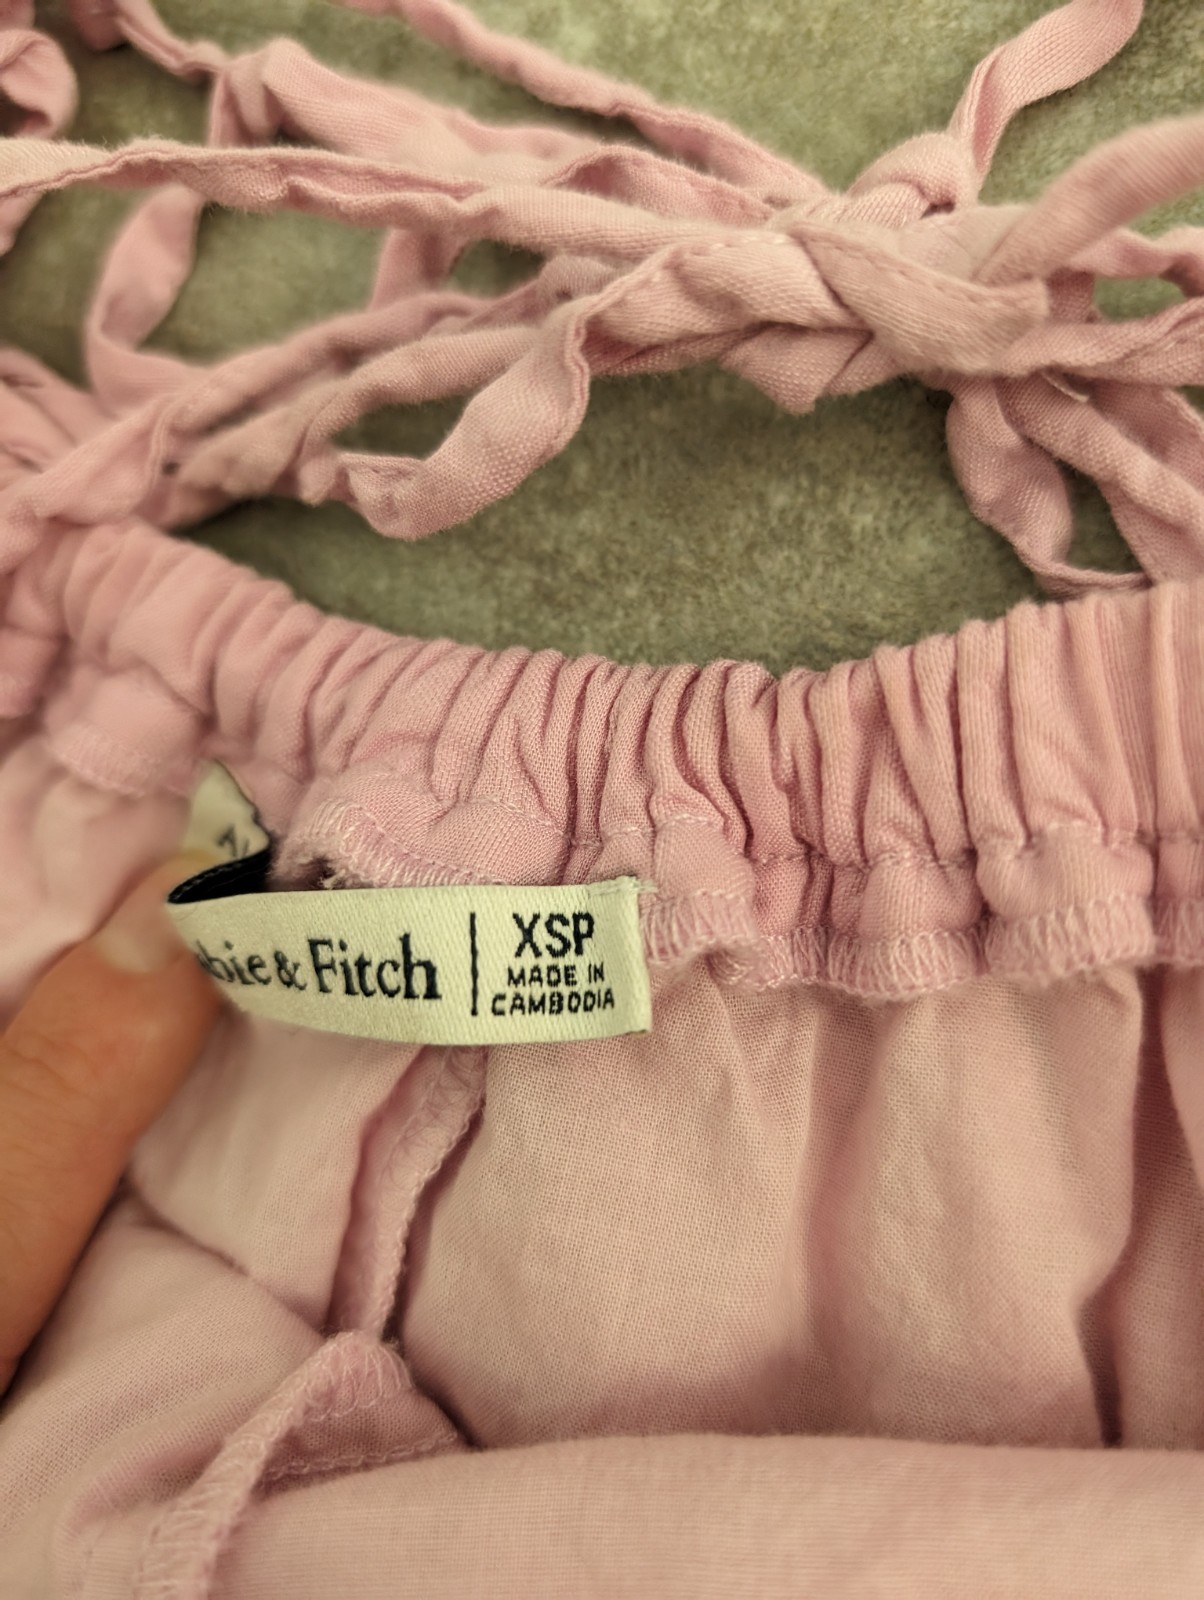 bie & Fitch
XSP
MADE IN
CAMBODIA